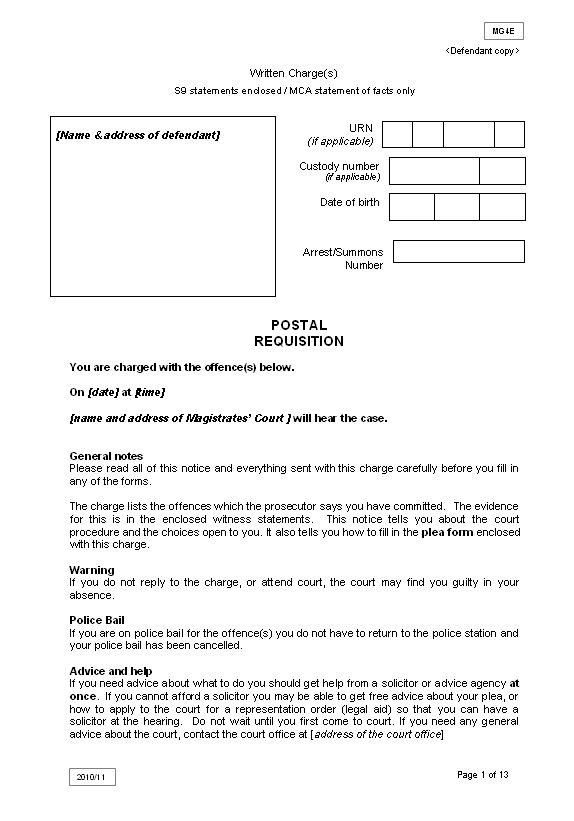 MG4E
<Defendant copy>
Written Charge(s)
S9 statements enclosed / MCA statement of facts only
[Name & address of defendant]
URN
(if applicable)
Custody number
(if applicable)
Date of birth
Arrest/Summons
Number
POSTAL
REQUISITION
You are charged with the offence(s) below.
On [date] at [time]
[name and address of Magistrates' Court ] will hear the case.
General notes
Please read all of this notice and everything sent with this charge carefully before you fill in
any of the forms.
The charge lists the offences which the prosecutor says you have committed. The evidence
for this is in the enclosed witness statements. This notice tells you about the court
procedure and the choices open to you. It also tells you how to fill in the plea form enclosed
with this charge.
Warning
If you do not reply to the charge, or attend court, the court may find you guilty in your
absence.
Police Bail
If you are on police bail for the offence(s) you do not have to return to the police station and
your police bail has been cancelled.
Advice and help
If you need advice about what to do you should get help from a solicitor or advice agency at
once. If you cannot afford a solicitor you may be able to get free advice about your plea, or
how to apply to the court for a representation order (legal aid) so that you can have a
solicitor at the hearing. Do not wait until you first come to court. If you need any general
advice about the court, contact the court office at [address of the court office]
2010/11
Page 1 of 13